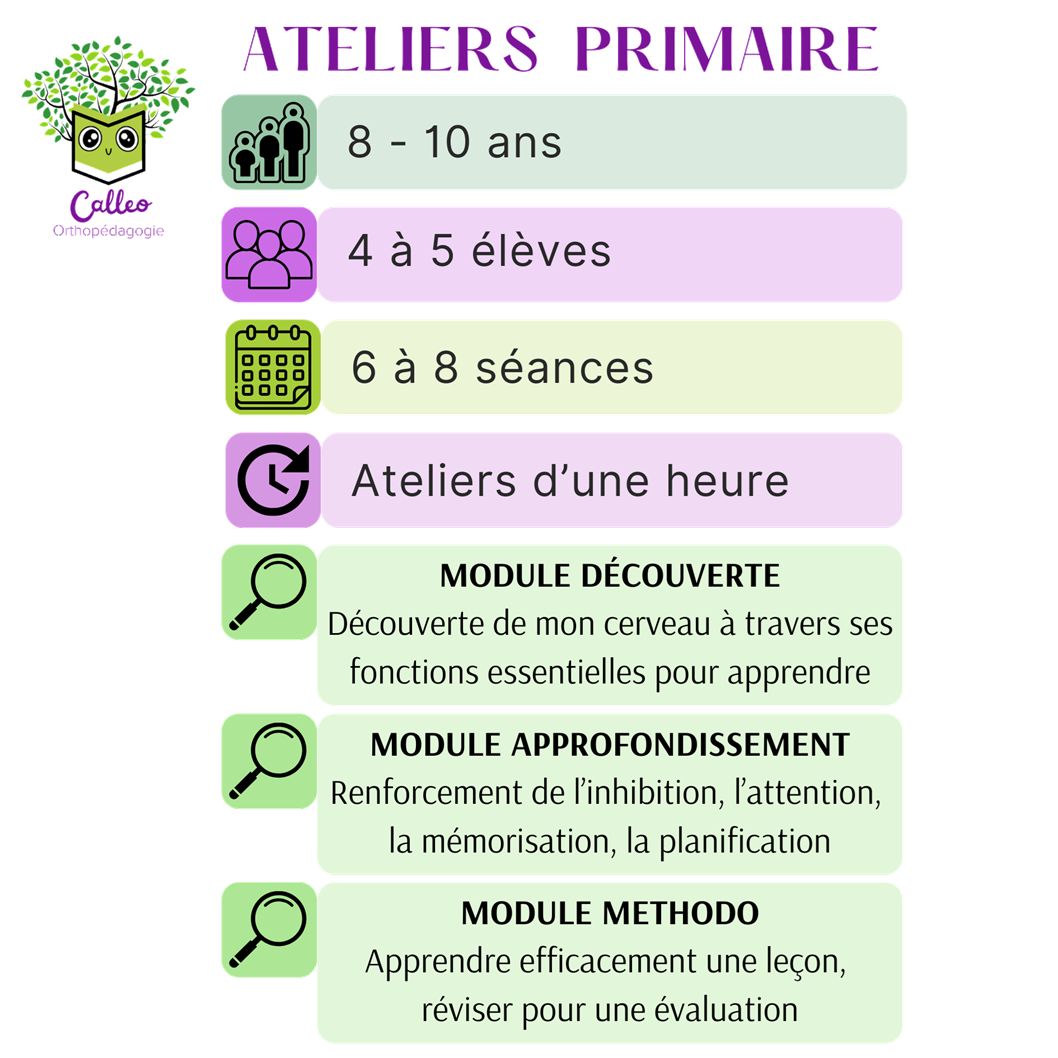 ATELIERS PRIMAIRE
Calleo
Orthopédagogie
8 - 10 ans
4 à 5 élèves
6 à 8 séances
Ateliers d’une heure
MODULE DÉCOUVERTE
Découverte de mon cerveau à travers ses
fonctions essentielles pour apprendre
MODULE APPROFONDISSEMENT
Renforcement de l’inhibition, l’attention,
la mémorisation, la planification
MODULE METHODO
Apprendre efficacement une leçon,
réviser pour une évaluation